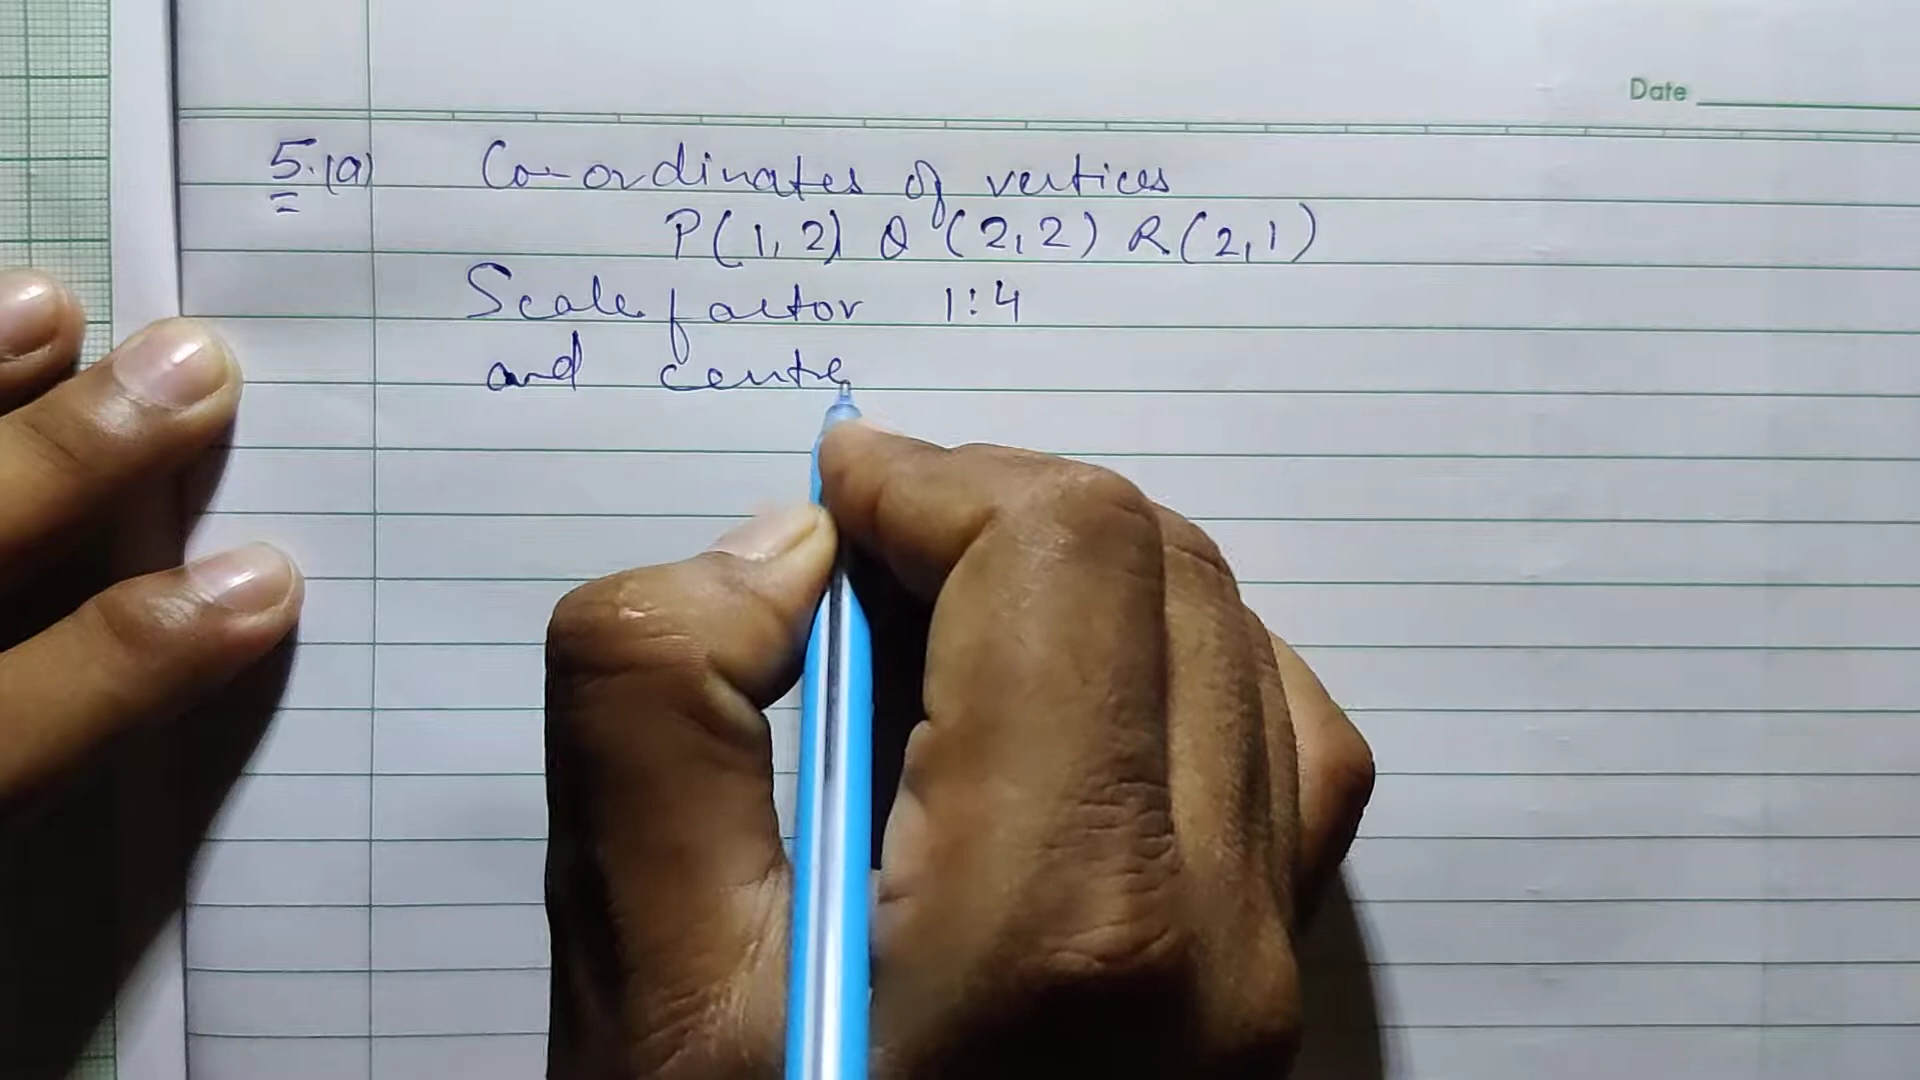 Date
5.(a) Co-ordinates of vertices
P(1,2) Q(2,2) R(2,1)
Scale factor 1:4
and centre